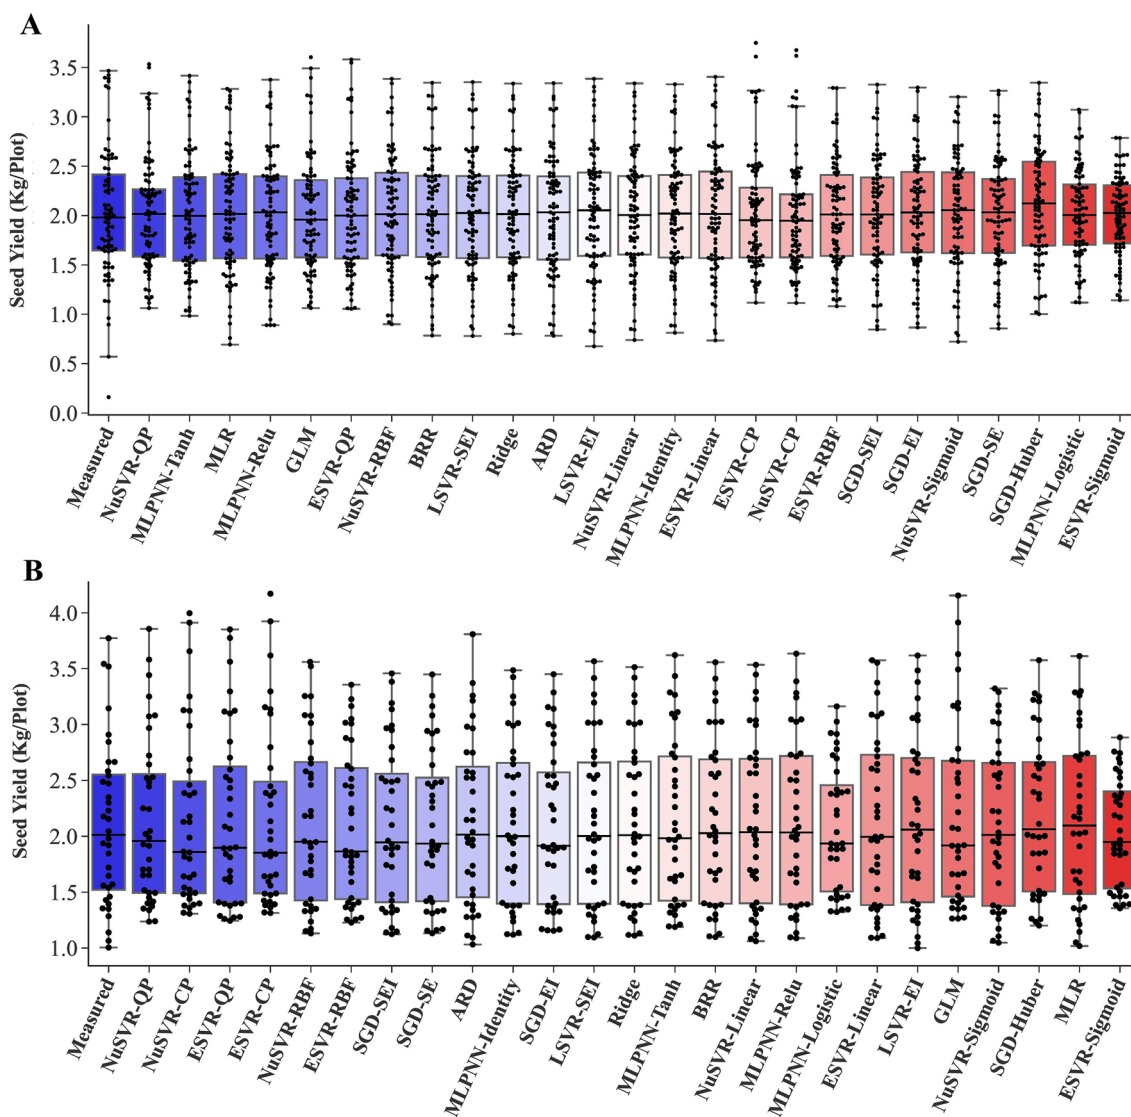 A
Seed Yield (Kg/Plot)
3.5
3.0
2.5
2.0
1.5
1.0
0.5
0.0
Measured
NuSVR-QP
MLPNN-Tanh
MLR
MLPNN-Relu
GLM
ESVR-QP
NuSVR-RBF
BRR
LSVR-SEI
Ridge
ARD
LSVR-EI
NuSVR-Linear
MLPNN-Identity
ESVR-Linear
ESVR-CP
NuSVR-CP
ESVR-RBF
SGD-SEI
SGD-EI
NuSVR-Sigmoid
SGD-SE
SGD-Huber
MLPNN-Logistic
ESVR-Sigmoid
B
Seed Yield (Kg/Plot)
4.0
3.5
3.0
2.5
2.0
1.5
1.0
Measured
NuSVR-QP
NuSVR-CP
ESVR-QP
ESVR-CP
NuSVR-RBF
ESVR-RBF
SGD-SEI
SGD-SE
ARD
MLPNN-Identity
SGD-EI
LSVR-SEI
Ridge
MLPNN-Tanh
BRR
NuSVR-Linear
MLPNN-Relu
MLPNN-Logistic
ESVR-Linear
LSVR-EI
GLM
NuSVR-Sigmoid
SGD-Huber
MLR
ESVR-Sigmoid